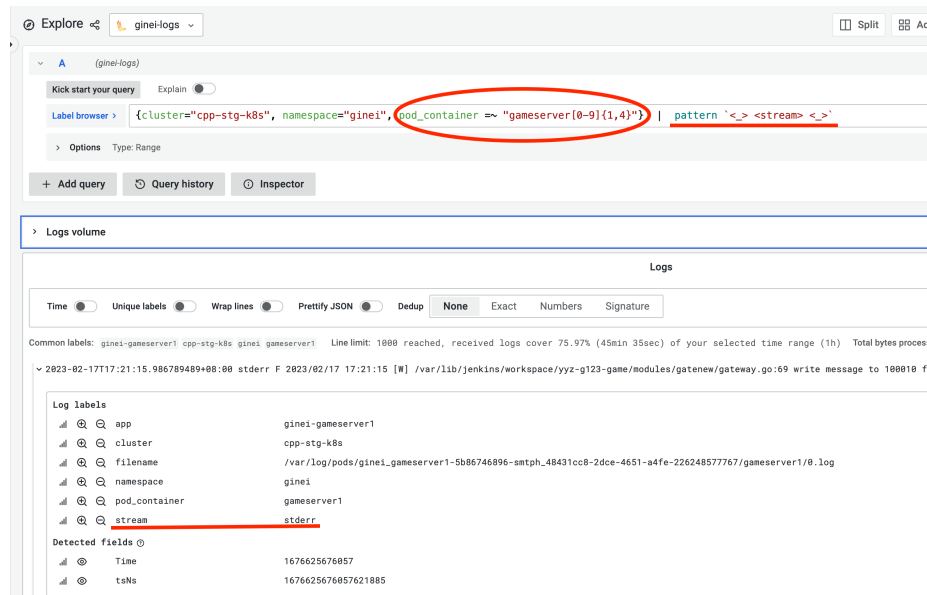 Explore ginei-logs Split
A (ginei-logs)
Kick start your query Explain
Label browser > {cluster="cpp-stg-k8s", namespace="ginei", pod_container =~ "gameserver[0-9]{1,4}"} | pattern `<_> <stream> <_>`
> Options Type: Range
+ Add query Query history Inspector
Logs volume
Logs
Time Unique labels Wrap lines Prettify JSON Dedup None Exact Numbers Signature
Common labels: ginei-gameserver1 cpp-stg-k8s ginei gameserver1 Line limit: 1000 reached, received logs cover 75.97% (45min 35sec) of your selected time range (1h) Total bytes proces
2023-02-17T17:21:15.986789489+08:00 stderr F 2023/02/17 17:21:15 [W] /var/lib/jenkins/workspace/yyz-g123-game/modules/gatenew/gateway.go:69 write message to 100010 f
Log labels
app ginei-gameserver1
cluster cpp-stg-k8s
filename /var/log/pods/ginei_gameserver1-5b86746896-smtph_48431cc8-2dce-4651-a4fe-226248577767/gameserver1/0.log
namespace ginei
pod_container gameserver1
stream stderr
Detected fields
Time 1676625676057
tsNs 1676625676057621885